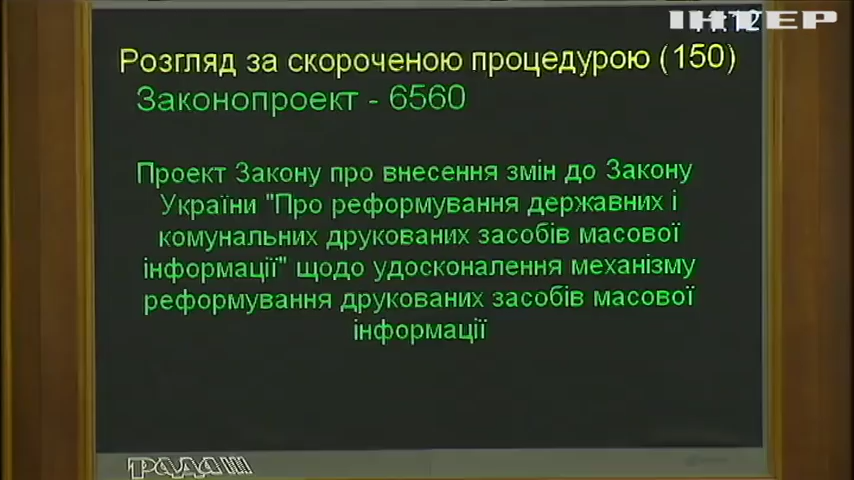 ІНТЕР
Розгляд за скороченою процедурою (150)
Законопроект - 6560
Проект Закону про внесення змін до Закону
України "Про реформування державних і
комунальних друкованих засобів масової
інформації" щодо удосконалення механізму
реформування друкованих засобів масової
інформації
РАДА